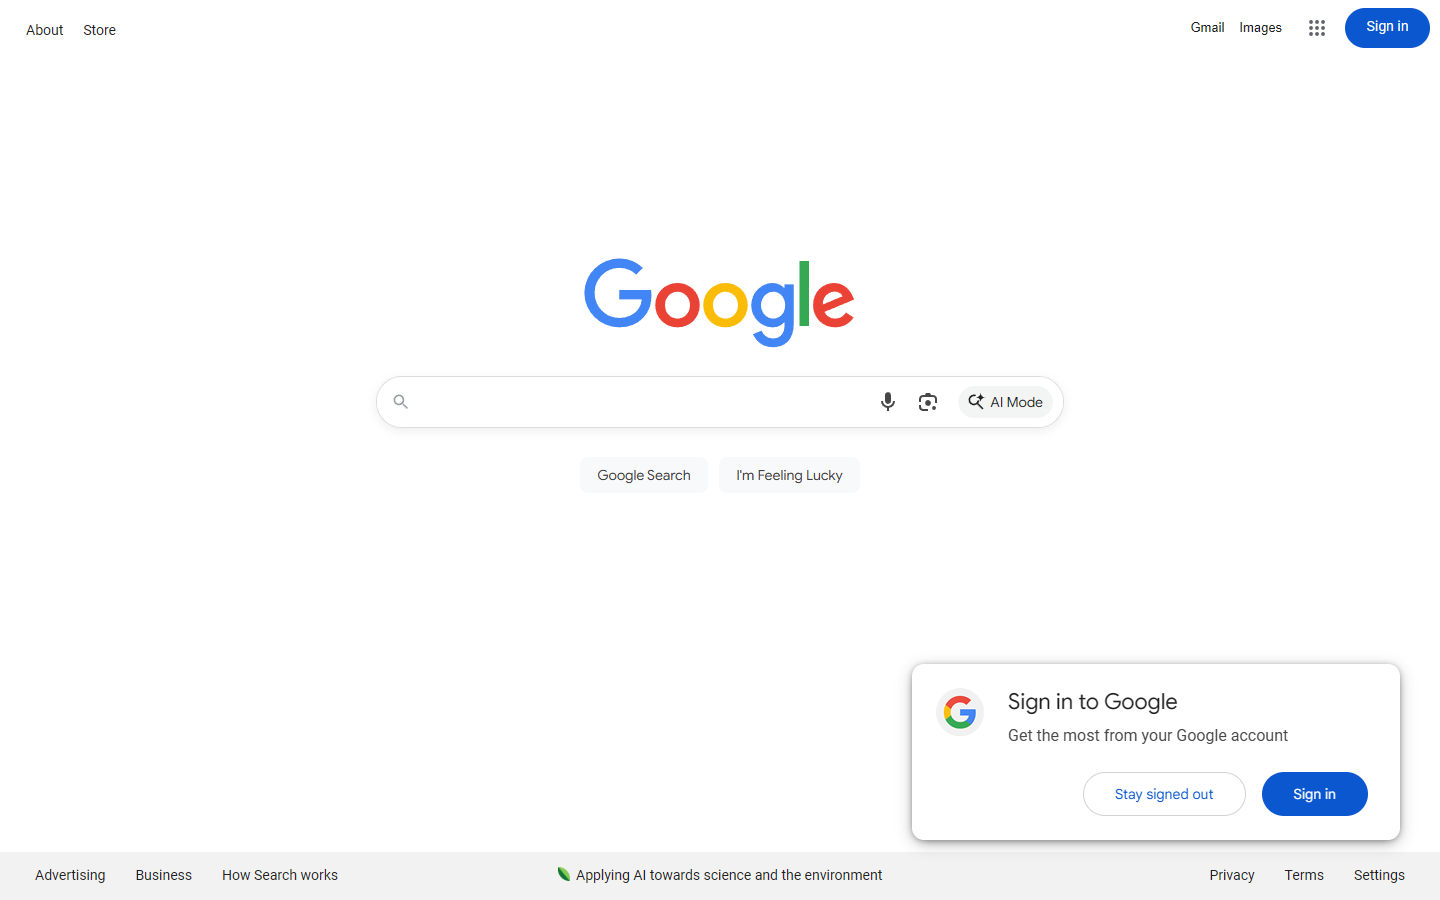 About Store Gmail Images Sign in
Google
AI Mode
Google Search I'm Feeling Lucky
Sign in to Google
Get the most from your Google account
Stay signed out Sign in
Advertising Business How Search works Applying AI towards science and the environment Privacy Terms Settings